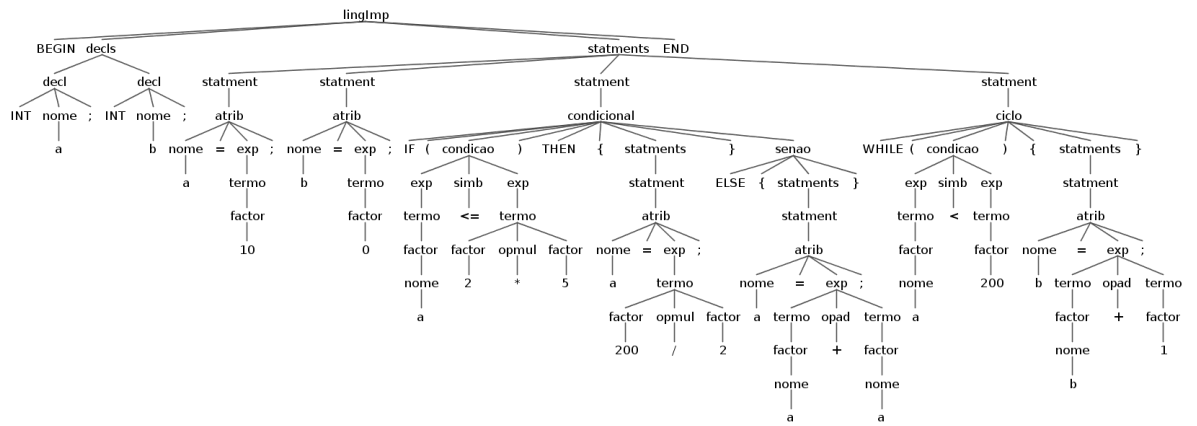 lingImp
BEGIN decls statments END
decl decl statment statment statment statment
INT nome ; INT nome ; atrib atrib condicional ciclo
a b nome = exp ; nome = exp ; IF ( condicao ) THEN { statments } senao WHILE ( condicao ) { statments }
a termo b termo exp simb exp statment ELSE { statments } exp simb exp statment
factor factor termo <= termo atrib statment termo < termo atrib
10 0 factor factor opmul factor nome = exp ; atrib factor factor nome = exp ;
nome 2 * 5 a termo nome = exp ; nome 200 b termo opad termo
a factor opmul factor a termo opad termo a factor + factor
200 / 2 factor + factor nome 1
nome nome b
a a